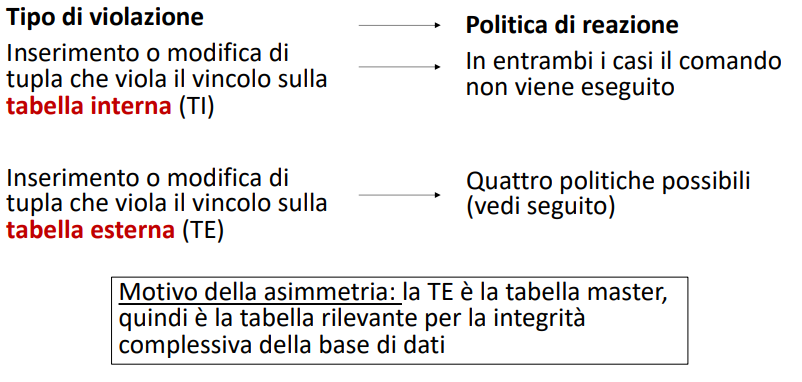 Tipo di violazione
Politica di reazione
Inserimento o modifica di
tupla che viola il vincolo sulla
tabella interna (TI)
In entrambi i casi il comando
non viene eseguito
Inserimento o modifica di
tupla che viola il vincolo sulla
tabella esterna (TE)
Quattro politiche possibili
(vedi seguito)
Motivo della asimmetria: la TE è la tabella master,
quindi è la tabella rilevante per la integrità
complessiva della base di dati